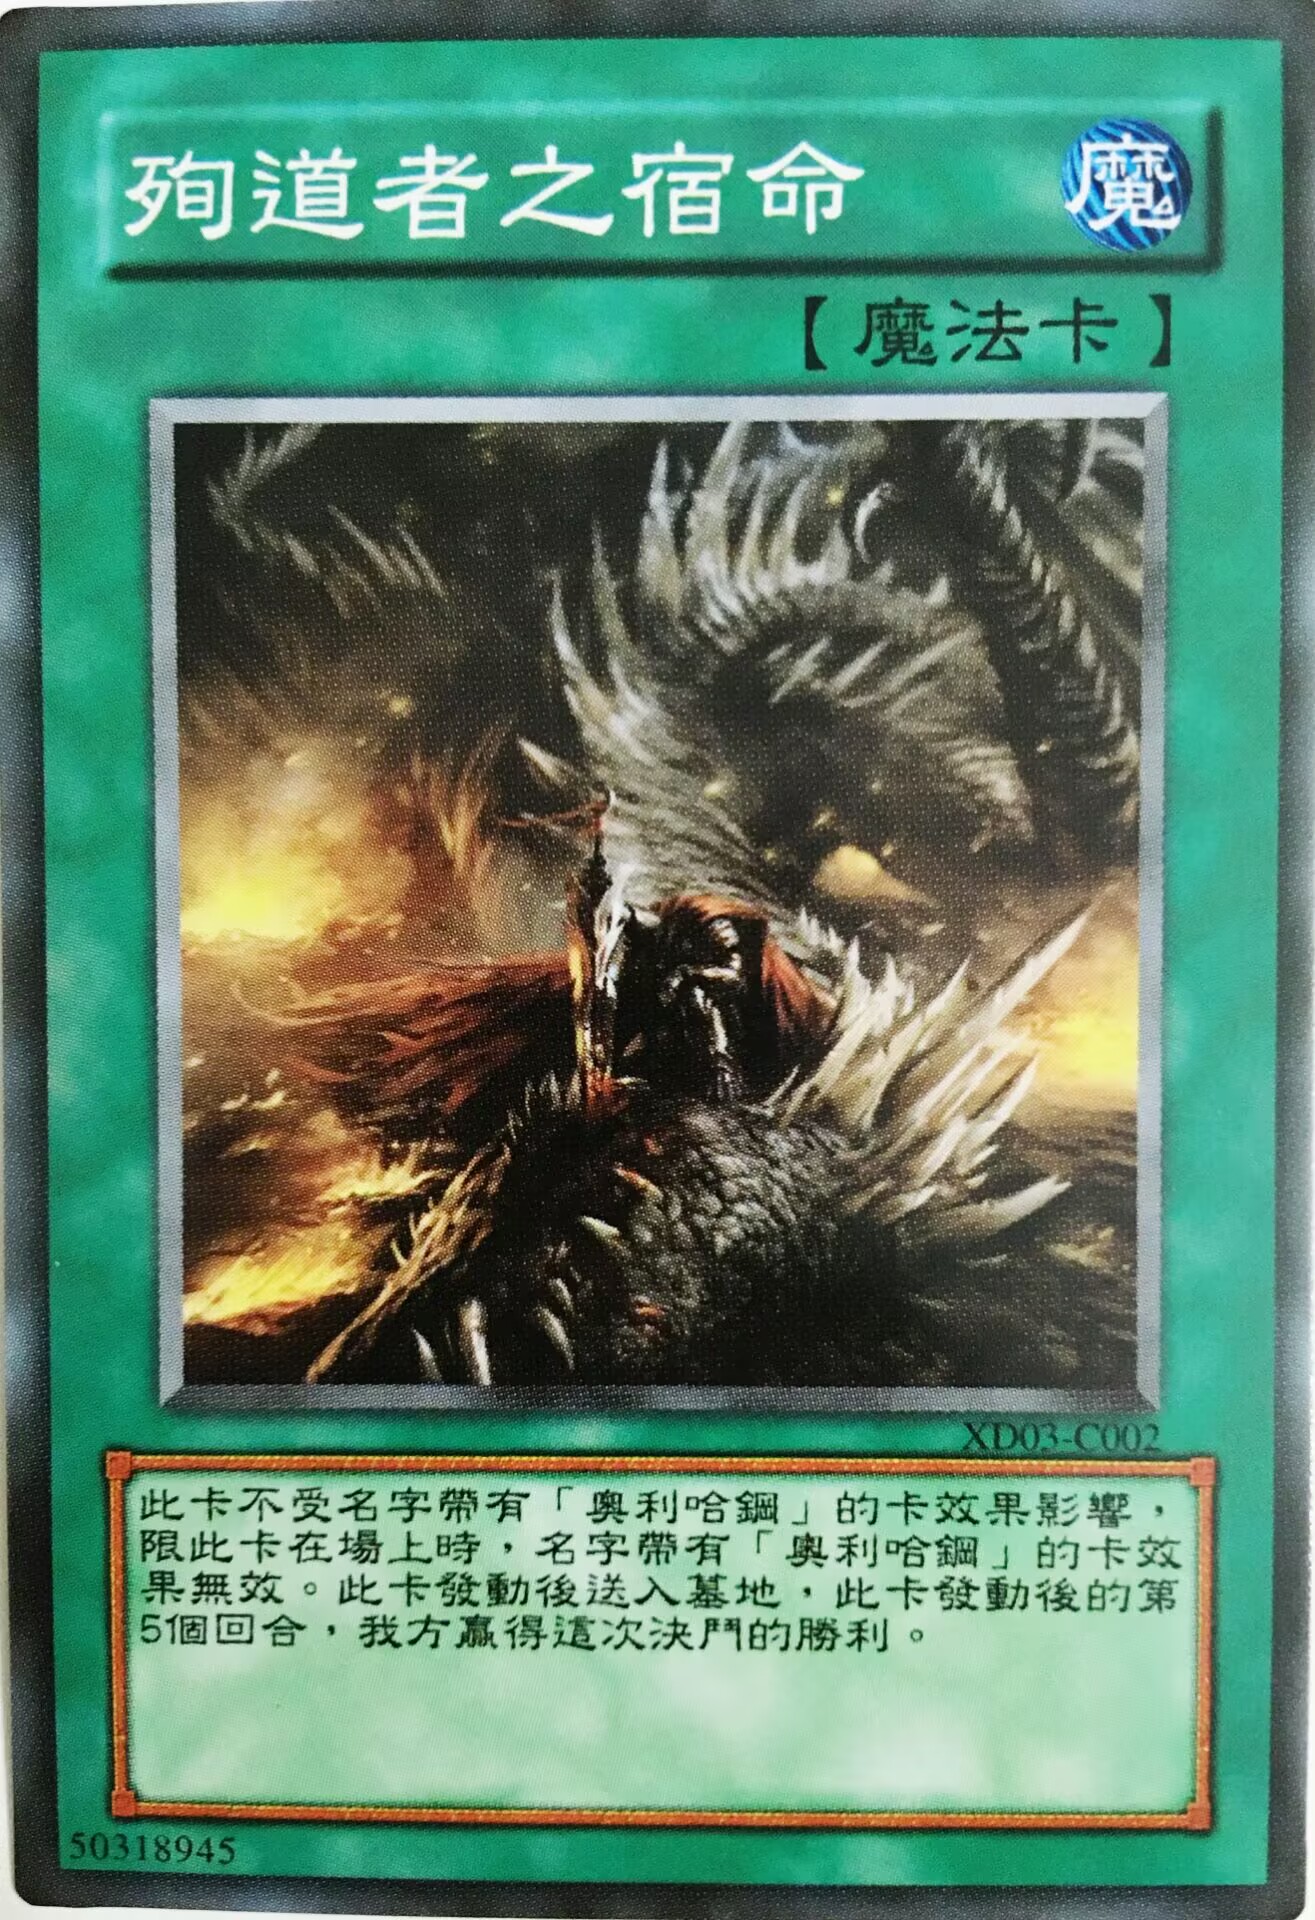 殉道者之宿命
魔
【魔法卡】
XD03-C002
此卡不受名字帶有「奧利哈鋼」的卡效果影響，
限此卡在場上時，名字帶有「奧利哈鋼」的卡效
果無效。此卡發動後送入墓地，此卡發動後的第
5個回合，我方贏得這次決鬥的勝利。
50318945